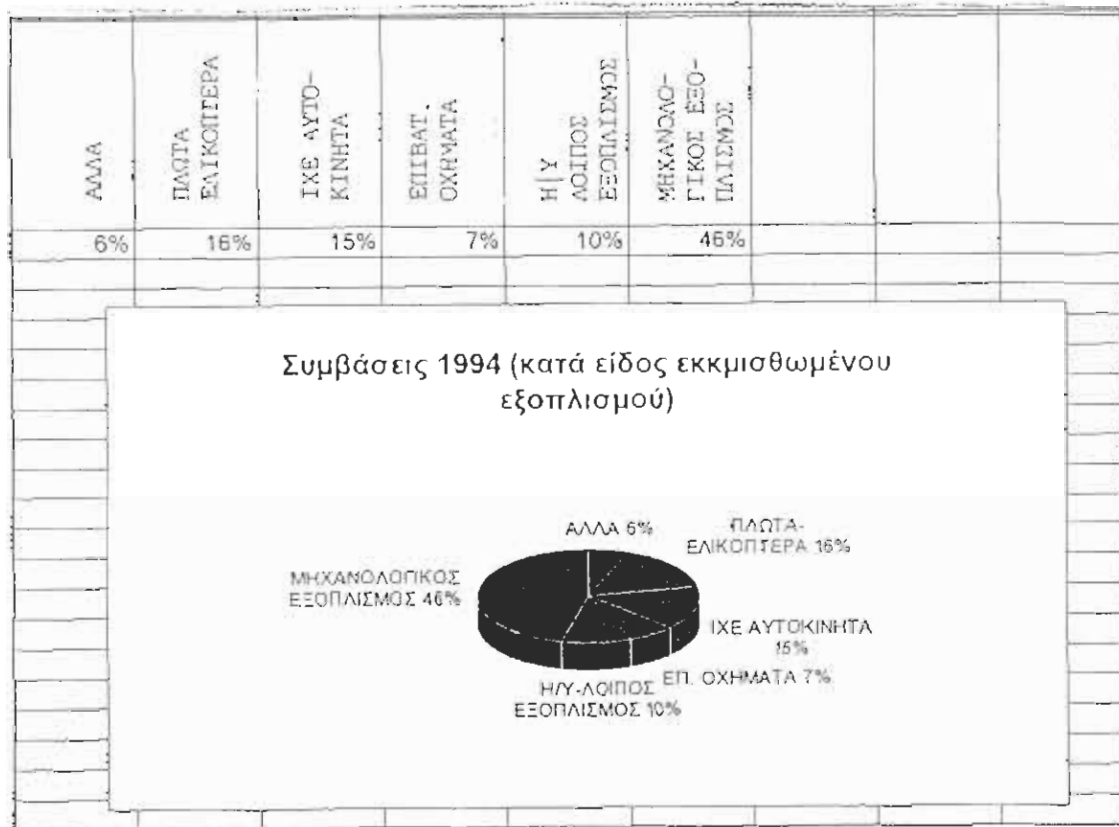 ΑΛΛΑ
ΠΛΩΤΑ
ΕΛΙΚΟΠΤΕΡΑ
ΙΧΕ ΑΥΤΟ-
ΚΙΝΗΤΑ
ΕΠΙΒΑΤ.
ΟΧΗΜΑΤΑ
Η|Υ
ΛΟΙΠΟΣ
ΕΞΟΠΛΙΣΜΟΣ
ΜΗΧΑΝΟΛΟ-
ΓΙΚΟΣ ΕΞΟ-
ΠΛΙΣΜΟΣ
6% 16% 15% 7% 10% 46%
Συμβάσεις 1994 (κατά είδος εκκμισθωμένου
εξοπλισμού)
ΑΛΛΑ 6%
ΠΛΩΤΑ-
ΕΛΙΚΟΠΤΕΡΑ 16%
ΜΗΧΑΝΟΛΟΓΙΚΟΣ
ΕΞΟΠΛΙΣΜΟΣ 46%
ΙΧΕ ΑΥΤΟΚΙΝΗΤΑ
15%
ΕΠ. ΟΧΗΜΑΤΑ 7%
Η/Υ-ΛΟΙΠΟΣ
ΕΞΟΠΛΙΣΜΟΣ 10%